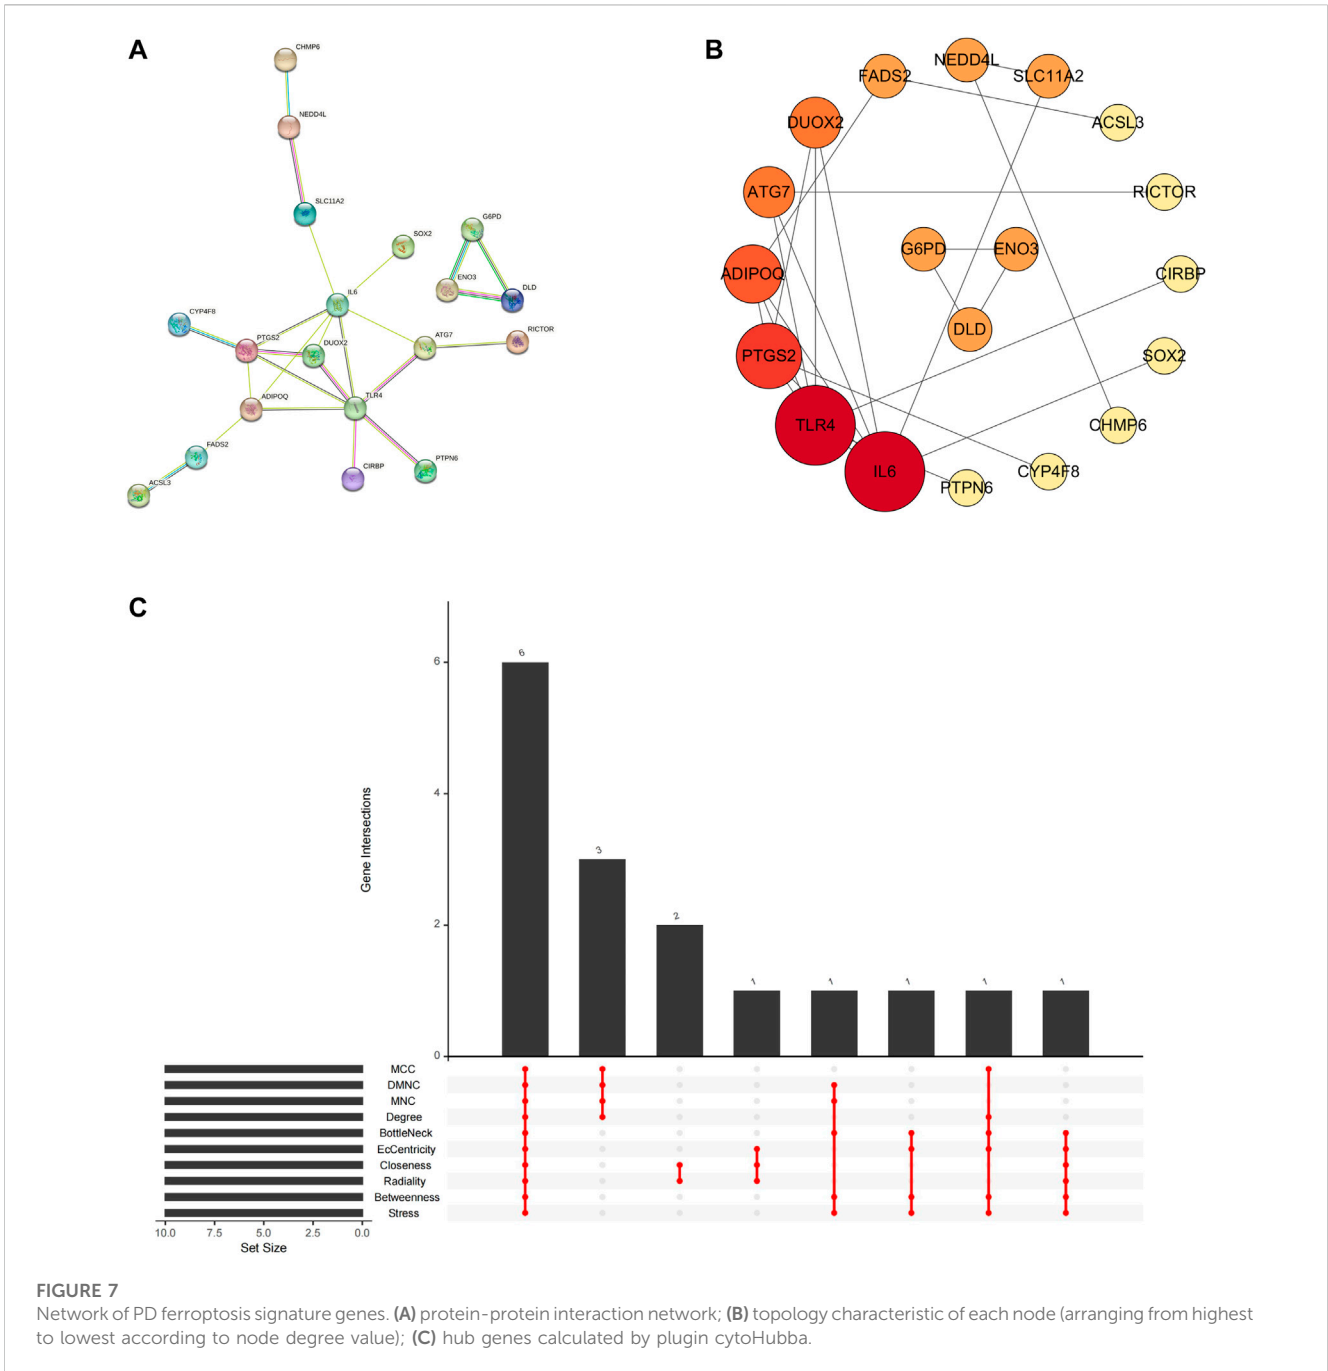 A
CHMP6
NEDD4L
SLC11A2
SOX2
G6PD
ENO3
DLD
IL6
CYP4F8
PTGS2
DUOX2
ATG7
RICTOR
ADIPOQ
TLR4
FADS2
ACSL3
CIRBP
PTPN6
B
NEDD4L
FADS2
SLC11A2
DUOX2
ACSL3
ATG7
RICTOR
G6PD
ENO3
ADIPOQ
CIRBP
DLD
PTGS2
SOX2
TLR4
CHMP6
IL6
PTPN6
CYP4F8
C
Gene Intersections
6
4
2
0
6
3
2
1
1
1
1
1
MCC
DMNC
MNC
Degree
BottleNeck
EcCentricity
Closeness
Radiality
Betweenness
Stress
10.0 7.5 5.0 2.5 0.0
Set Size
FIGURE 7
Network of PD ferroptosis signature genes. (A) protein-protein interaction network; (B) topology characteristic of each node (arranging from highest
to lowest according to node degree value); (C) hub genes calculated by plugin cytoHubba.